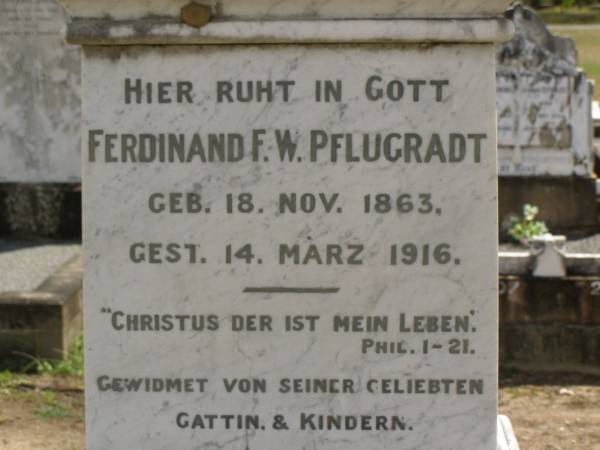 HIER RUHT IN GOTT
FERDINAND F. W. PFLUGRADT
GEB. 18. NOV. 1863.
GEST. 14. MÄRZ 1916.
"CHRISTUS DER IST MEIN LEBEN".
PHIL. 1-21.
GEWIDMET VON SEINER GELIEBTEN
GATTIN. & KINDERN.